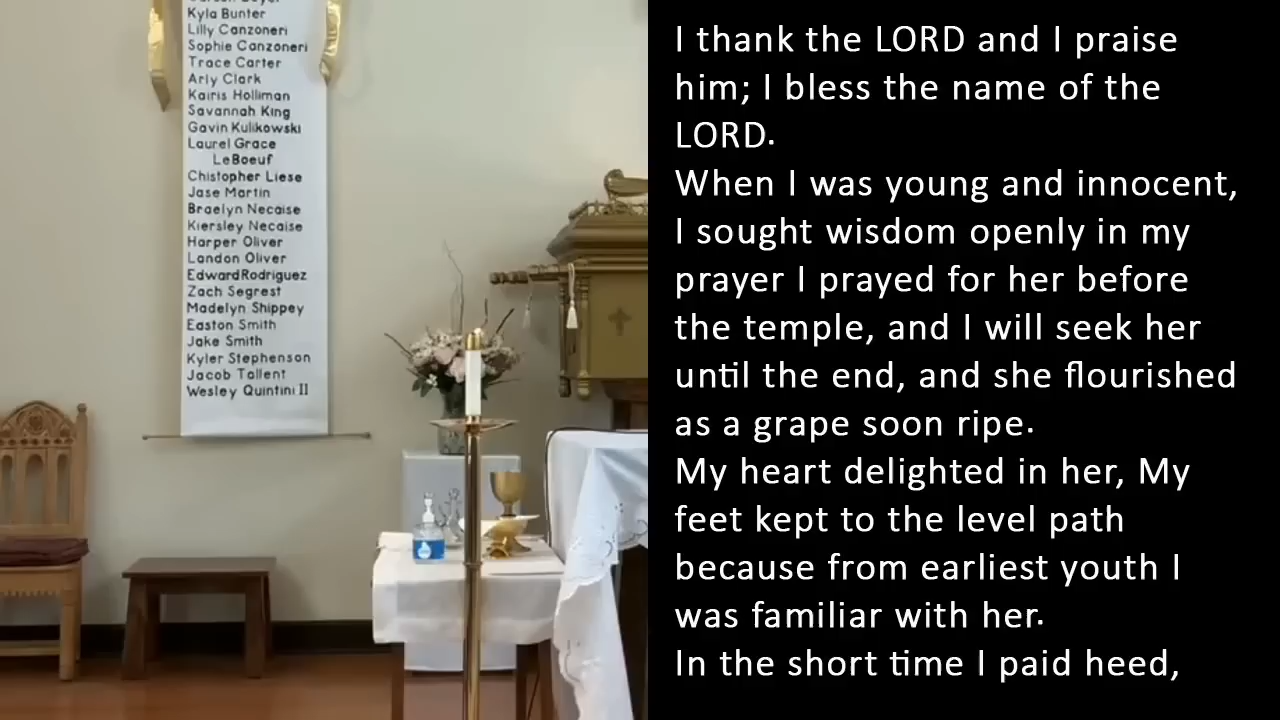 Kyla Bunter
Lilly Canzoneri
Sophie Canzoneri
Trace Carter
Arly Clark
Kairis Holliman
Savannah King
Gavin Kulikowski
Laurel Grace
LeBoeuf
Chistopher Liese
Jase Martin
Braelyn Necaise
Kiersley Necaise
Harper Oliver
Landon Oliver
Edward Rodriguez
Zach Segrest
Madelyn Shippey
Easton Smith
Jake Smith
Kyler Stephenson
Jacob Tallent
Wesley Quintini II
I thank the LORD and I praise
him; I bless the name of the
LORD.
When I was young and innocent,
I sought wisdom openly in my
prayer I prayed for her before
the temple, and I will seek her
until the end, and she flourished
as a grape soon ripe.
My heart delighted in her, My
feet kept to the level path
because from earliest youth I
was familiar with her.
In the short time I paid heed,